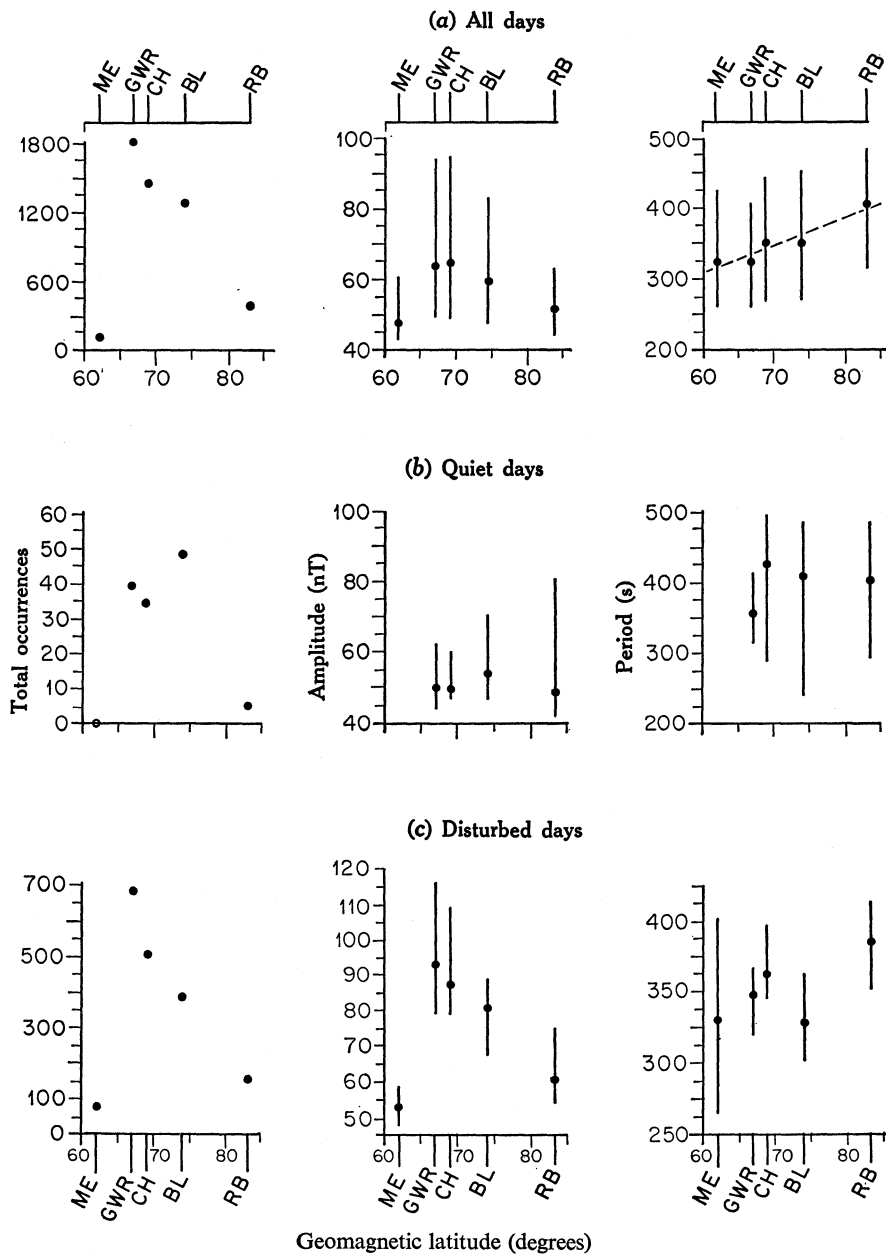 (a) All days
ME GWR CH BL RB
ME GWR CH BL RB
ME GWR CH BL RB
1800
1200
600
0
60 70 80
100
80
60
40
60 70 80
500
400
300
200
60 70 80
(b) Quiet days
Total occurrences
60
50
40
30
20
10
0
Amplitude (nT)
100
80
60
40
Period (s)
500
400
300
200
(c) Disturbed days
700
500
300
100
0
60 70 80
ME GWR CH BL RB
120
110
100
90
80
70
60
50
60 70 80
ME GWR CH BL RB
400
350
300
250
60 70 80
ME GWR CH BL RB
Geomagnetic latitude (degrees)